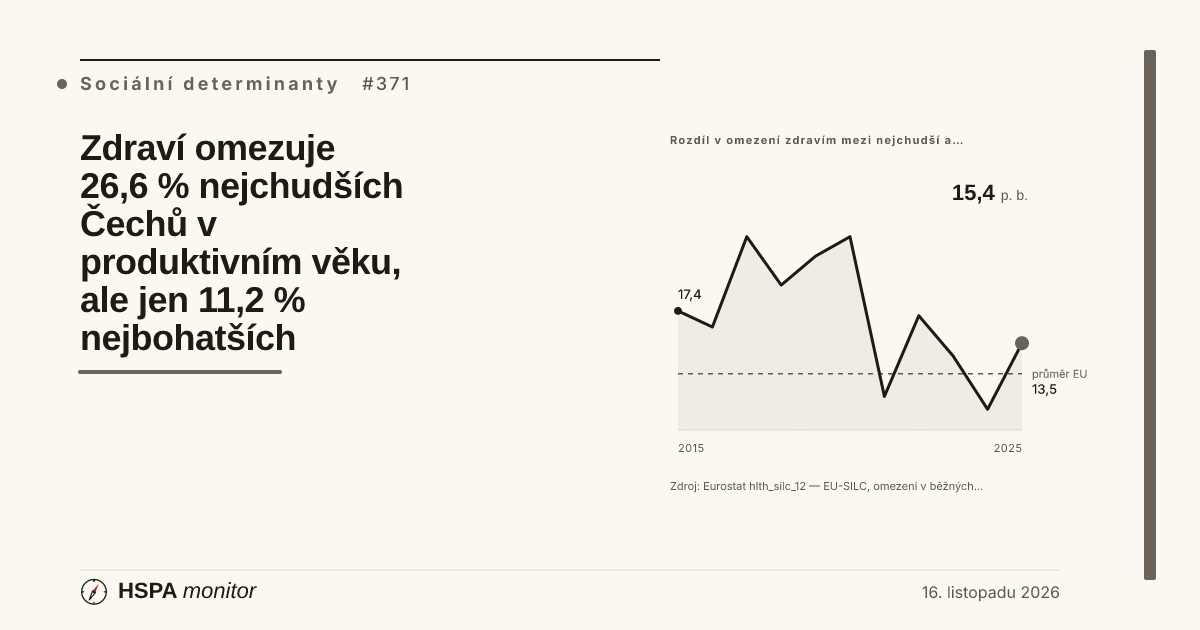 Sociální determinanty #371
Zdraví omezuje
26,6 % nejchudších
Čechů v
produktivním věku,
ale jen 11,2 %
nejbohatších
Rozdíl v omezení zdravím mezi nejchudší a…
15,4 p. b.
17,4
průměr EU
13,5
2015 2025
Zdroj: Eurostat hlth_silc_12 — EU-SILC, omezení v běžných…
HSPA monitor
16. listopadu 2026